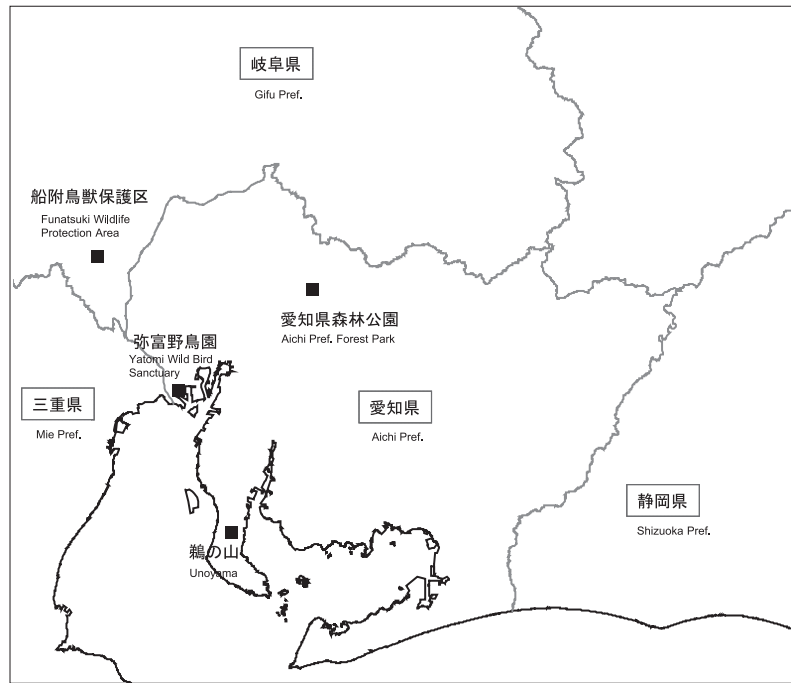 岐阜県
Gifu Pref.
船附鳥獣保護区
Funatsuki Wildlife
Protection Area
愛知県森林公園
Aichi Pref. Forest Park
弥富野鳥園
Yatomi Wild Bird
Sanctuary
三重県
Mie Pref.
愛知県
Aichi Pref.
静岡県
Shizuoka Pref.
鵜の山
Unoyama